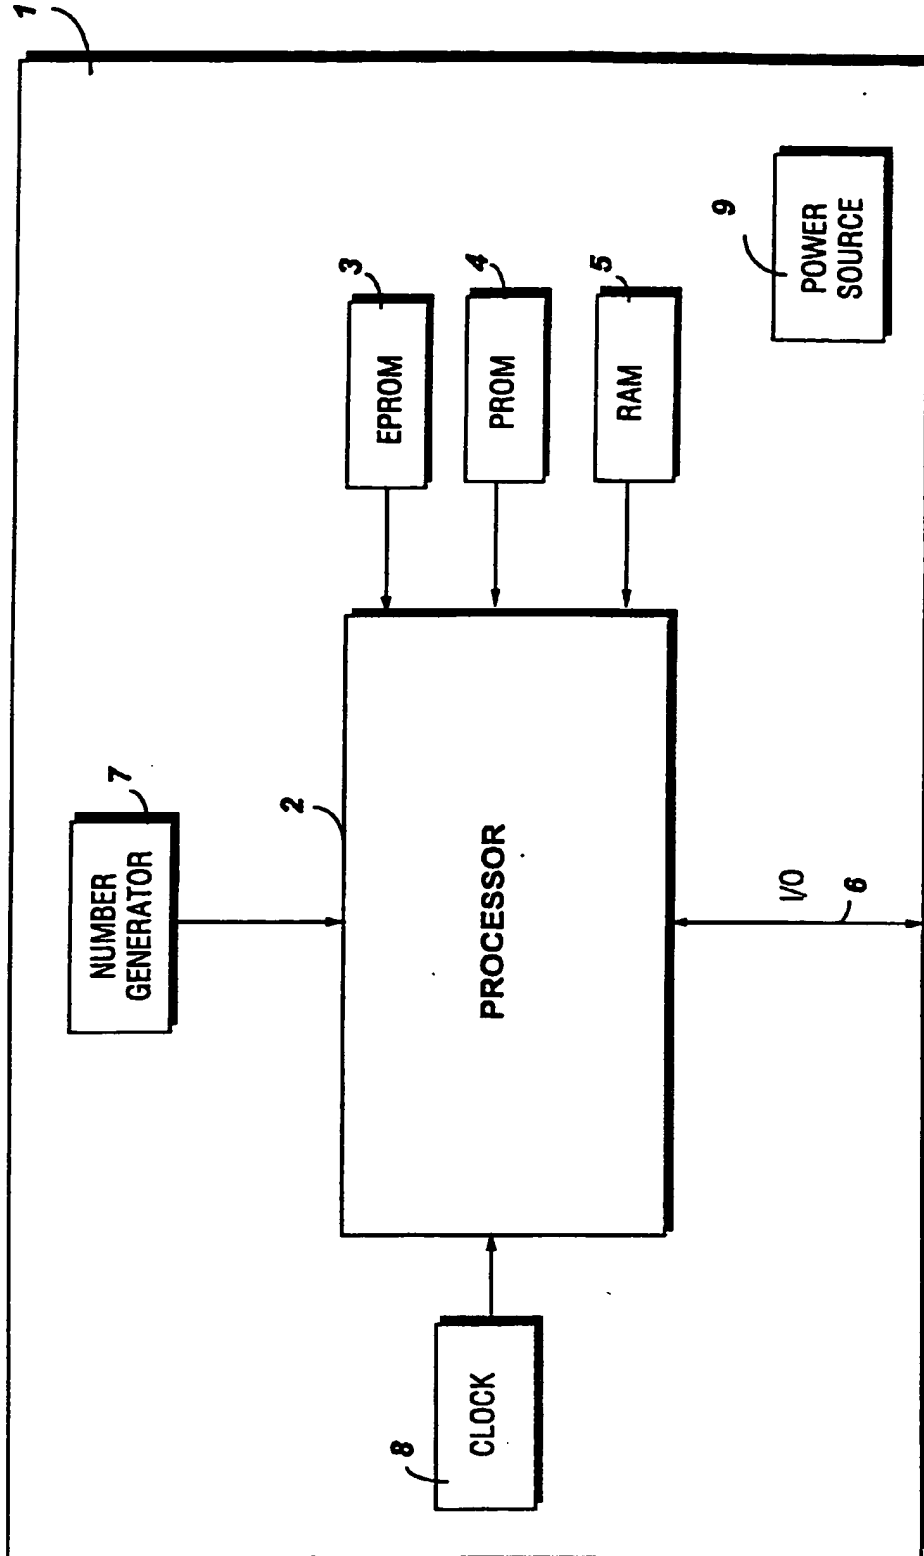 1
NUMBER
GENERATOR
7
2
3
EPROM
4
PROM
5
RAM
PROCESSOR
8
CLOCK
I/O
6
9
POWER
SOURCE